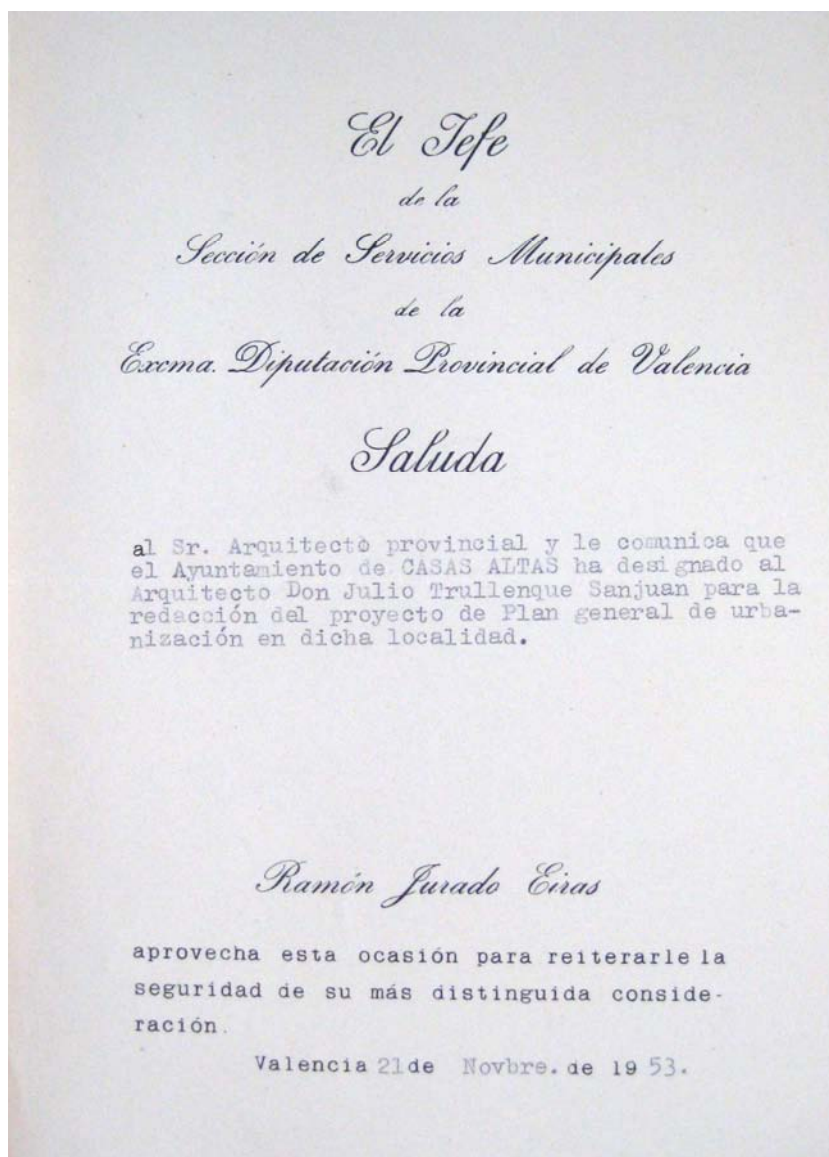 El Jefe
de la
Sección de Servicios Municipales
de la
Excma. Diputación Provincial de Valencia
Saluda
al Sr. Arquitecto provincial y le comunica que
el Ayuntamiento de CASAS ALTAS ha designado al
Arquitecto Don Julio Trullenque Sanjuan para la
redacción del proyecto de Plan general de urba-
nización en dicha localidad.
Ramón Jurado Eiras
aprovecha esta ocasión para reiterarle la
seguridad de su más distinguida conside-
ración.
Valencia 21 de Novbre. de 19 53.